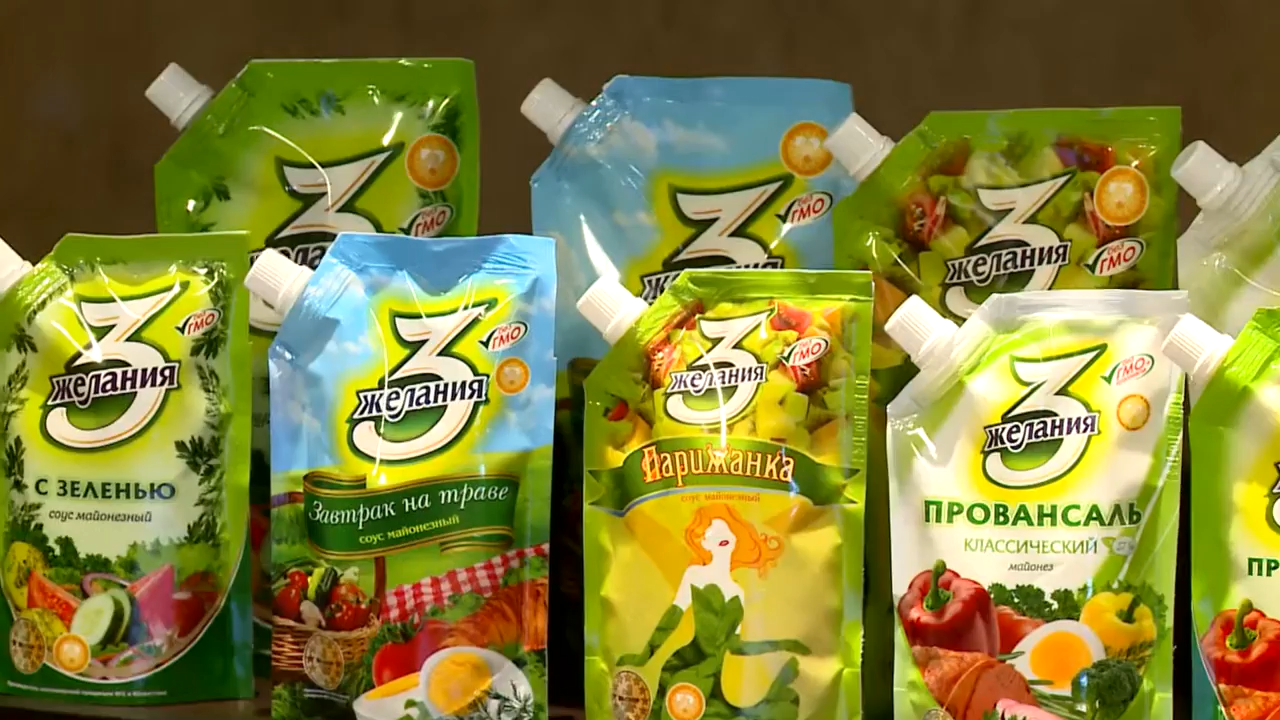 3
желания
без
ГМО
3
желания
без
ГМО
3
желания
без
ГМО
3
желания
без
ГМО
С ЗЕЛЕНЬЮ
соус майонезный
3
желания
без
ГМО
Завтрак на траве
соус майонезный
3
желания
без
ГМО
Парижанка
соус майонезный
3
желания
без
ГМО
ПРОВАНСАЛЬ
КЛАССИЧЕСКИЙ
майонез
ПР